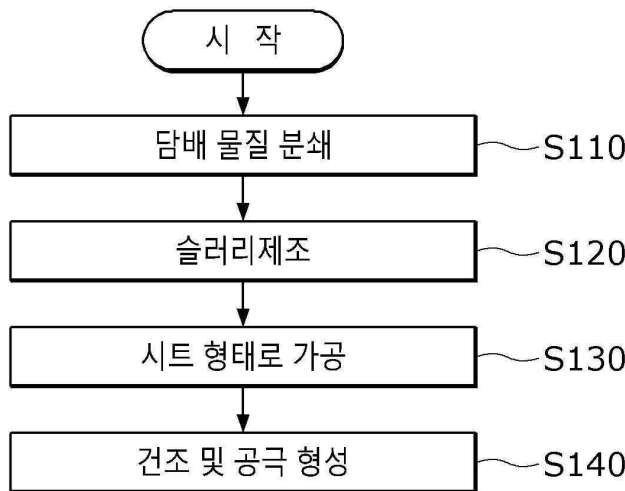 시 작
담배 물질 분쇄 S110
슬러리제조 S120
시트 형태로 가공 S130
건조 및 공극 형성 S140